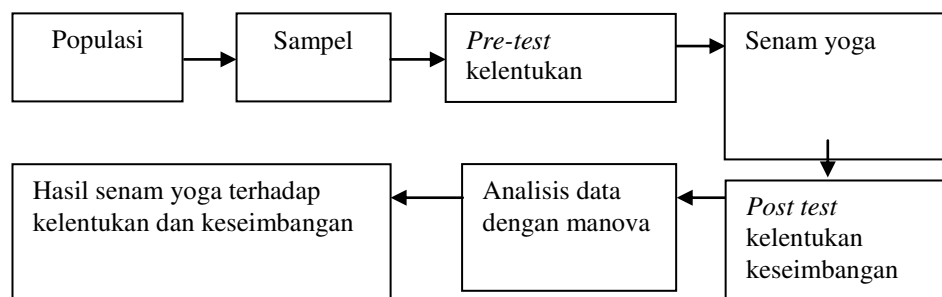 Populasi
Sampel
Pre-test
kelentukan
Senam yoga
Post test
kelentukan
keseimbangan
Analisis data
dengan manova
Hasil senam yoga terhadap
kelentukan dan keseimbangan